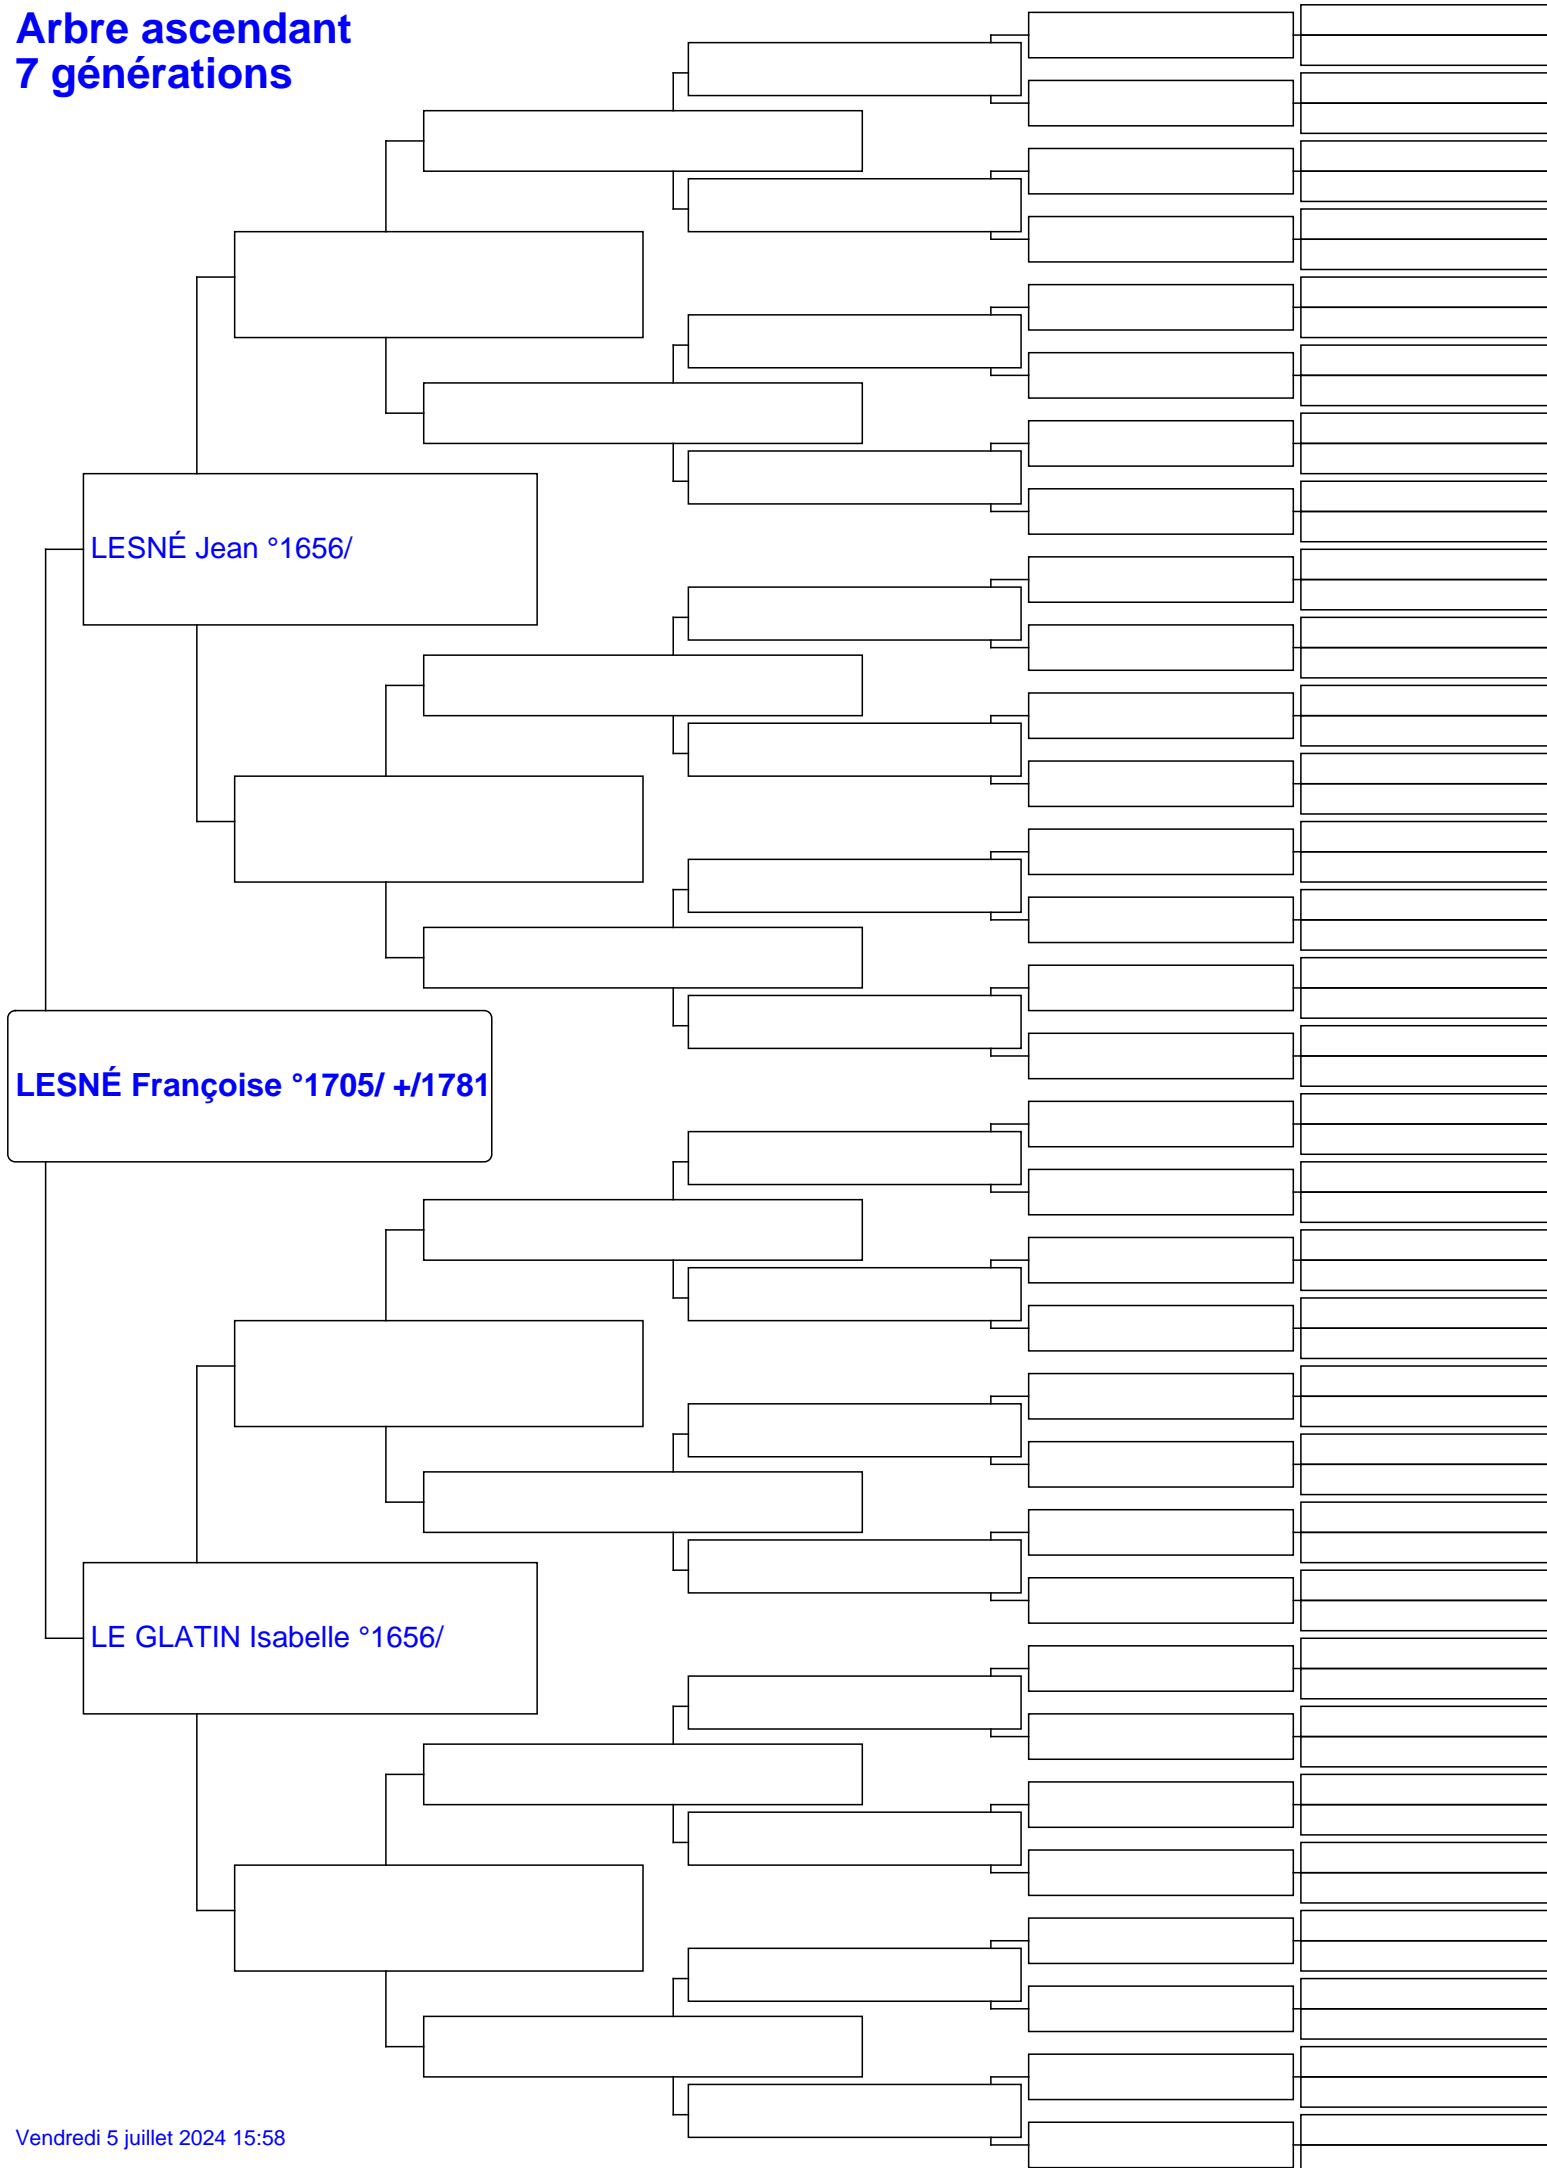 Arbre ascendant
7 générations
LESNÉ Jean °1656/
LESNÉ Françoise °1705/ +/1781
LE GLATIN Isabelle °1656/
Vendredi 5 juillet 2024 15:58